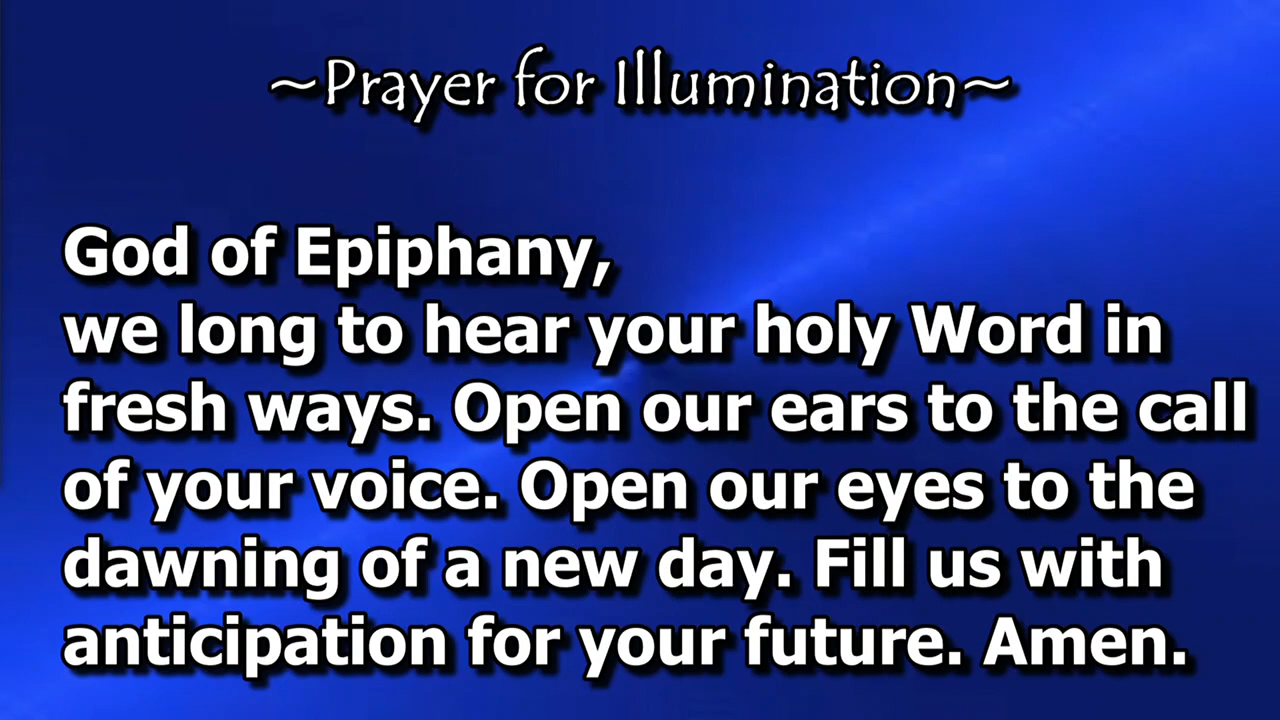 ~Prayer for Illumination~
God of Epiphany,
we long to hear your holy Word in
fresh ways. Open our ears to the call
of your voice. Open our eyes to the
dawning of a new day. Fill us with
anticipation for your future. Amen.